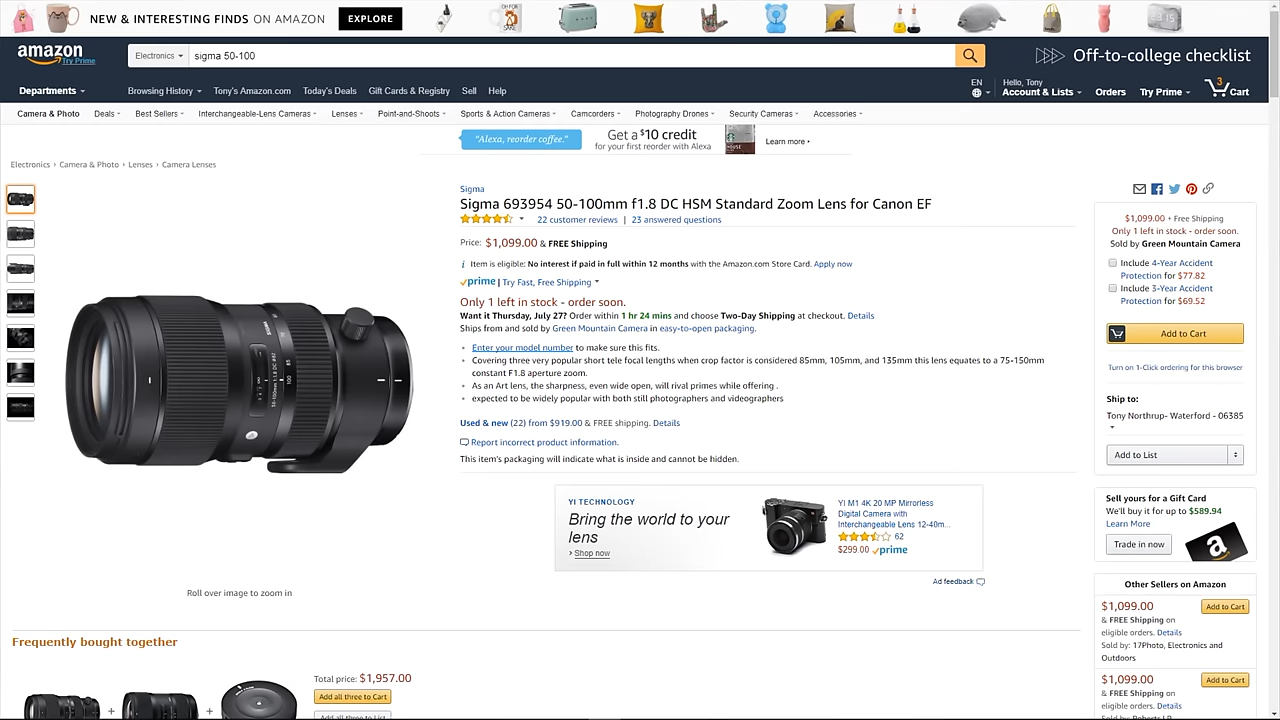 NEW & INTERESTING FINDS ON AMAZON EXPLORE
amazon
Try Prime
Electronics
sigma 50-100
Off-to-college checklist
Departments
Browsing History
Tony's Amazon.com
Today's Deals
Gift Cards & Registry
Sell
Help
EN
Hello, Tony
Account & Lists
Orders
Try Prime
3
Cart
Camera & Photo
Deals
Best Sellers
Interchangeable-Lens Cameras
Lenses
Point-and-Shoots
Sports & Action Cameras
Camcorders
Photography Drones
Security Cameras
Accessories
"Alexa, reorder coffee."
Get a $10 credit
for your first reorder with Alexa
Learn more ›
Electronics › Camera & Photo › Lenses › Camera Lenses
Sigma
Sigma 693954 50-100mm f1.8 DC HSM Standard Zoom Lens for Canon EF
22 customer reviews | 23 answered questions
Price: $1,099.00 & FREE Shipping
Item is eligible: No interest if paid in full within 12 months with the Amazon.com Store Card. Apply now
prime | Try Fast, Free Shipping
Only 1 left in stock - order soon.
Want it Thursday, July 27? Order within 1 hr 24 mins and choose Two-Day Shipping at checkout. Details
Ships from and sold by Green Mountain Camera in easy-to-open packaging.
Enter your model number to make sure this fits.
Covering three very popular short tele focal lengths when crop factor is considered 85mm, 105mm, and 135mm this lens equates to a 75-150mm
constant F1.8 aperture zoom.
As an Art lens, the sharpness, even wide open, will rival primes while offering .
expected to be widely popular with both still photographers and videographers
Used & new (22) from $919.00 & FREE shipping. Details
Report incorrect product information.
This item's packaging will indicate what is inside and cannot be hidden.
YI TECHNOLOGY
Bring the world to your
lens
› Shop now
YI M1 4K 20 MP Mirrorless
Digital Camera with
Interchangeable Lens 12-40m...
62
$299.00 prime
Ad feedback
Roll over image to zoom in
Frequently bought together
Total price: $1,957.00
Add all three to Cart
Add all three to List
$1,099.00 + Free Shipping
Only 1 left in stock - order soon.
Sold by Green Mountain Camera
Include 4-Year Accident
Protection for $77.82
Include 3-Year Accident
Protection for $69.52
Add to Cart
Turn on 1-Click ordering for this browser
Ship to:
Tony Northrup- Waterford - 06385
Add to List
Sell yours for a Gift Card
We'll buy it for up to $589.94
Learn More
Trade in now
a
Other Sellers on Amazon
$1,099.00 Add to Cart
& FREE Shipping on
eligible orders. Details
Sold by: 17Photo, Electronics and
Outdoors
$1,099.00 Add to Cart
& FREE Shipping on
eligible orders. Details